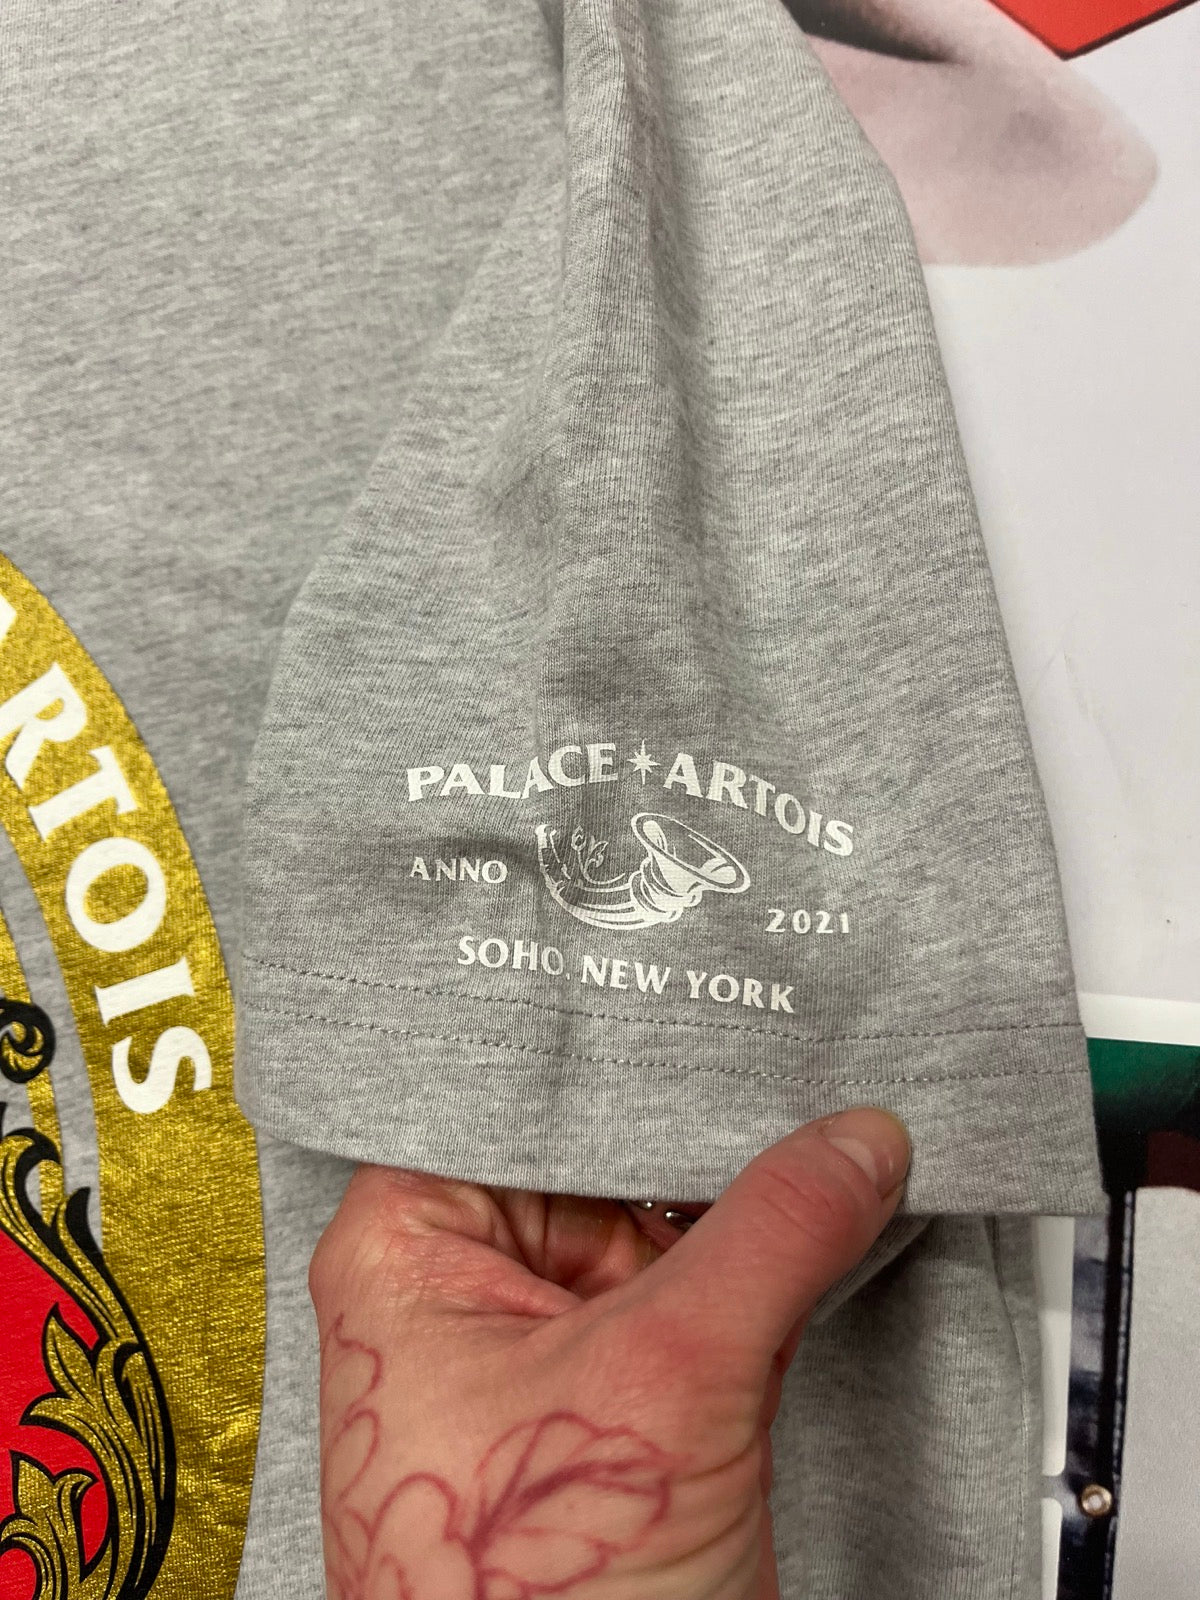 PALACE ARTOIS
ANNO
2021
SOHO, NEW YORK
ARTOIS